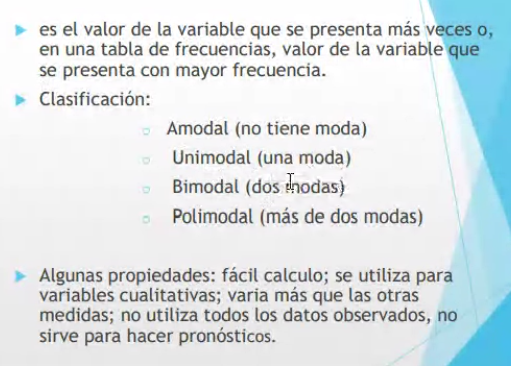 es el valor de la variable que se presenta más veces o,
en una tabla de frecuencias, valor de la variable que
se presenta con mayor frecuencia.
Clasificación:
Amodal (no tiene moda)
Unimodal (una moda)
Bimodal (dos modas)
Polimodal (más de dos modas)
Algunas propiedades: fácil calculo; se utiliza para
variables cualitativas; varia más que las otras
medidas; no utiliza todos los datos observados, no
sirve para hacer pronósticos.